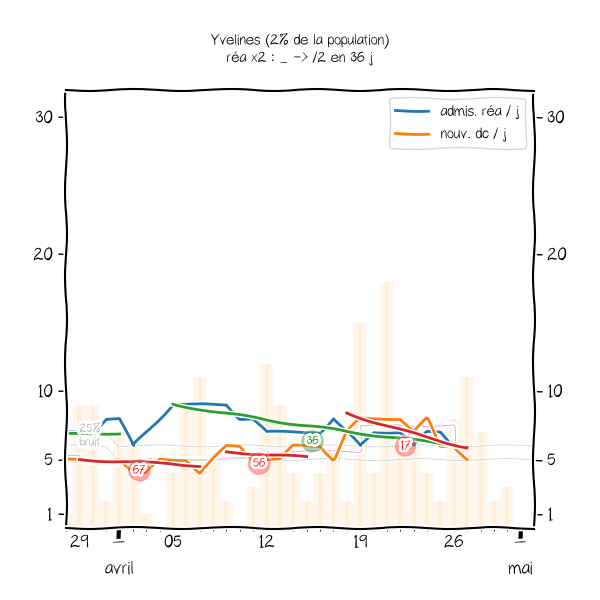 Yvelines (2% de la population)
réa x2 : _ -> /2 en 36 j
admis. réa / j
nouv. dc / j
30
30
20
20
10
10
25%
bruit
36
17
67
56
5
5
1
1
29
05
12
19
26
avril
mai